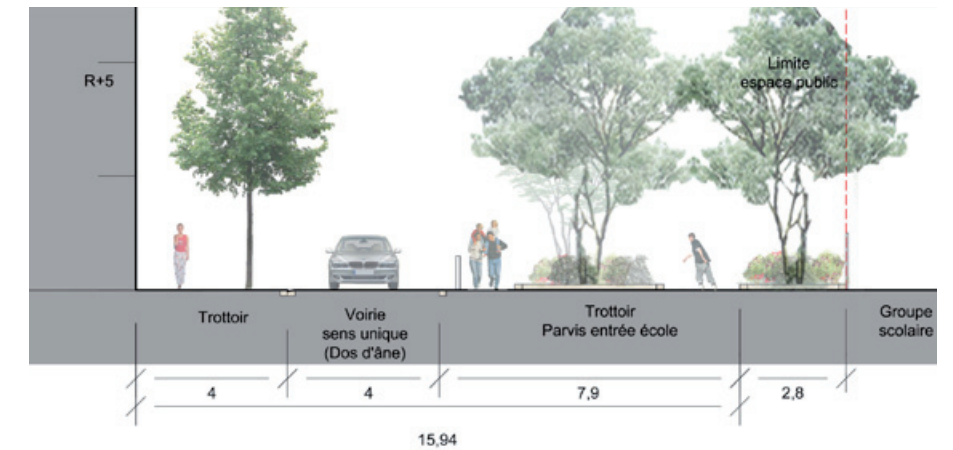 Limite
espace public
R+5
Trottoir
Voirie
sens unique
(Dos d'âne)
Trottoir
Parvis entrée école
Groupe
scolaire
4
4
7,9
2,8
15,94